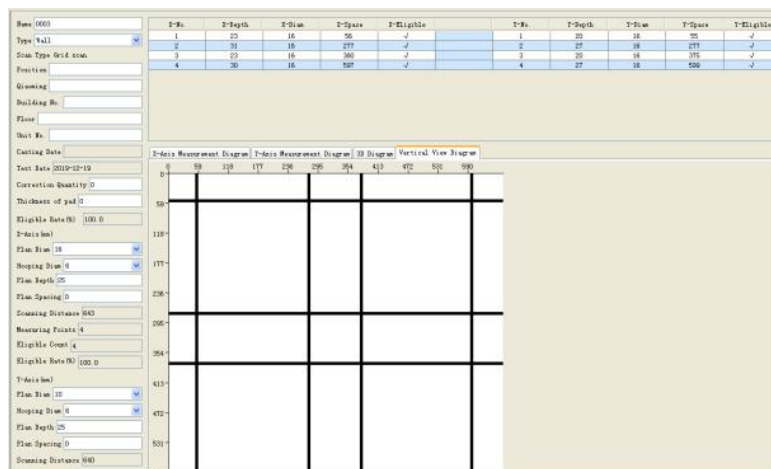 Name 0003
Type Wall
Scan Type Grid scan
Position
Building No.
Floor
Unit No.
Casting Date
Test Date 2019-12-19
Correction Quantity 0
Thickness of pad 0
Eligible Rate(%) 100.0
X-Axis(mm)
Plan Diam 16
Hooping Diam 6
Plan Depth 25
Plan Spacing 0
Scanning Distance 643
Measuring Points 4
Eligible Count 4
Eligible Rate(%) 100.0
Y-Axis(mm)
Plan Diam 10
Hooping Diam 6
Plan Depth 25
Plan Spacing 0
Scanning Distance 640
X-No. X-Depth X-Diam X-Space X-Eligible Y-No. Y-Depth Y-Diam Y-Space Y-Eligible
1 23 16 56 √ 1 20 16 55 √
2 31 16 277 √ 2 27 16 277 √
3 23 16 380 √ 3 20 16 375 √
4 30 16 597 √ 4 27 16 599 √
X-Axis Measurement Diagram Y-Axis Measurement Diagram 3D Diagram Vertical View Diagram
0 59 118 177 236 295 354 413 472 531 590
0
59
118
177
236
295
354
413
472
531